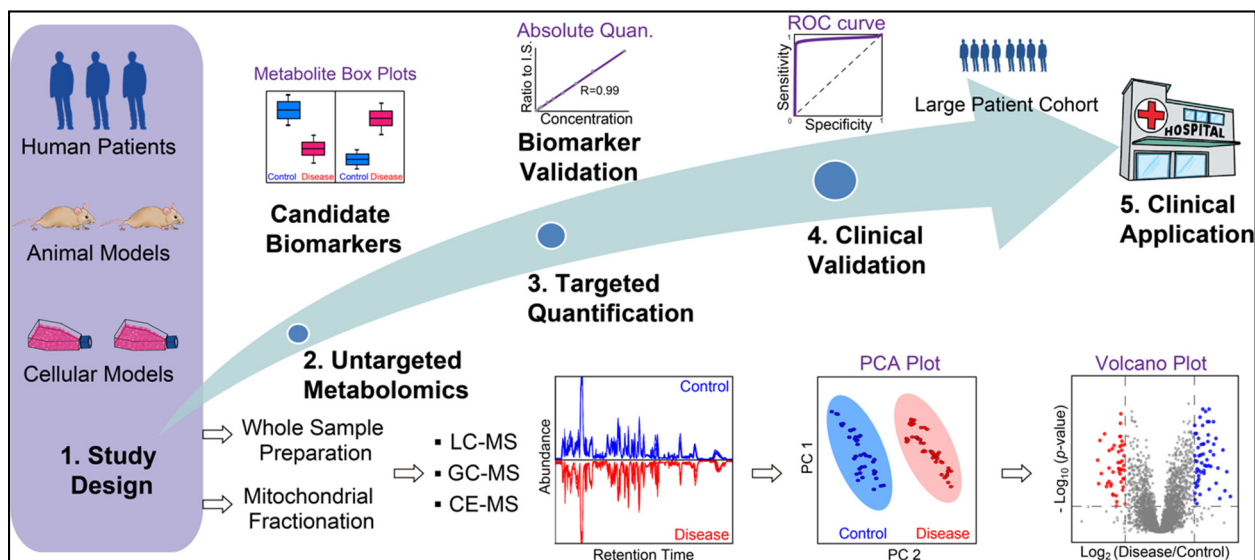 Human Patients
Animal Models
Cellular Models
1. Study
Design
Metabolite Box Plots
Control
Disease
Control
Disease
Candidate
Biomarkers
Absolute Quan.
Ratio to I.S.
R=0.99
Concentration
Biomarker
Validation
ROC curve
Sensitivity
1
0
1
Specificity
Large Patient Cohort
HOSPITAL
5. Clinical
Application
4. Clinical
Validation
3. Targeted
Quantification
2. Untargeted
Metabolomics
Whole Sample
Preparation
Mitochondrial
Fractionation
▪ LC-MS
▪ GC-MS
▪ CE-MS
Abundance
Control
Disease
Retention Time
PCA Plot
PC 1
Control
Disease
PC 2
Volcano Plot
- Log₁₀ (p-value)
Log₂ (Disease/Control)